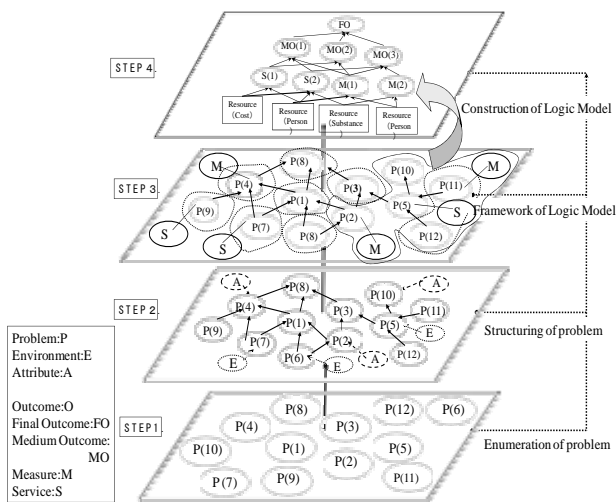 FO
MO(1)
MO(2)
MO(3)
STEP 4
S(1)
S(2)
M(1)
M(2)
Resource
(Cost)
Resource
(Person
)
Resource
(Substance
)
Resource
(Person
)
Construction of Logic Model
M
P(8)
P(10)
M
STEP 3
P(4)
P(3)
P(11)
P(1)
P(5)
S
P(9)
P(2)
Framework of Logic Model
S
S
P(7)
P(8)
M
P(12)
A
P(8)
A
P(10)
STEP 2
P(4)
P(3)
P(11)
P(9)
P(1)
P(5)
E
Structuring of problem
P(7)
P(2)
E
P(6)
E
A
P(12)
Problem:P
Environment:E
Attribute:A
Outcome:O
Final Outcome:FO
Medium Outcome:
MO
Measure:M
Service:S
P(8)
P(12)
P(6)
STEP1
P(4)
P(3)
P(10)
P(1)
P(5)
Enumeration of problem
P(2)
P(7)
P(9)
P(11)